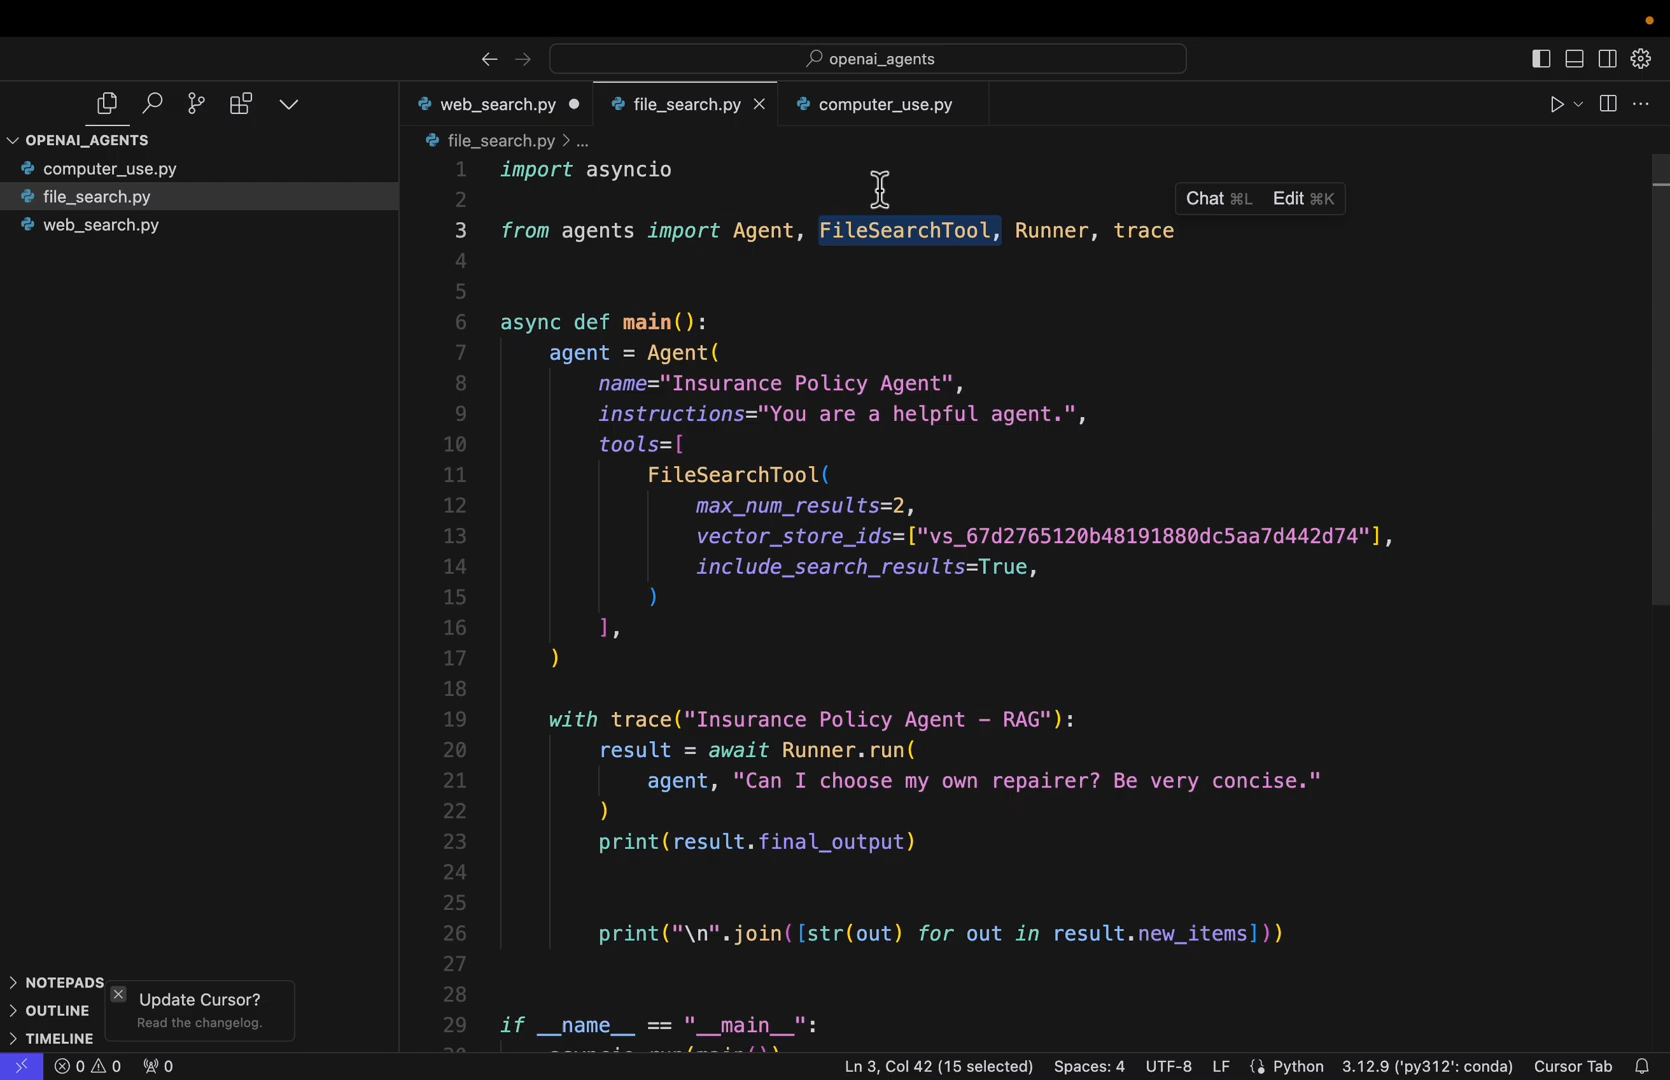 openai_agents
web_search.py
file_search.py
computer_use.py
OPENAI_AGENTS
computer_use.py
file_search.py
web_search.py
file_search.py > ...
Chat ⌘L Edit ⌘K
1 import asyncio
2
3 from agents import Agent, FileSearchTool, Runner, trace
4
5
6 async def main():
7 agent = Agent(
8 name="Insurance Policy Agent",
9 instructions="You are a helpful agent.",
10 tools=[
11 FileSearchTool(
12 max_num_results=2,
13 vector_store_ids=["vs_67d2765120b48191880dc5aa7d442d74"],
14 include_search_results=True,
15 )
16 ],
17 )
18
19 with trace("Insurance Policy Agent – RAG"):
20 result = await Runner.run(
21 agent, "Can I choose my own repairer? Be very concise."
22 )
23 print(result.final_output)
24
25
26 print("\n".join([str(out) for out in result.new_items]))
27
28
29 if __name__ == "__main__":
NOTEPADS
OUTLINE
TIMELINE
Update Cursor?
Read the changelog.
0 0 0
Ln 3, Col 42 (15 selected) Spaces: 4 UTF-8 LF Python 3.12.9 ('py312': conda) Cursor Tab